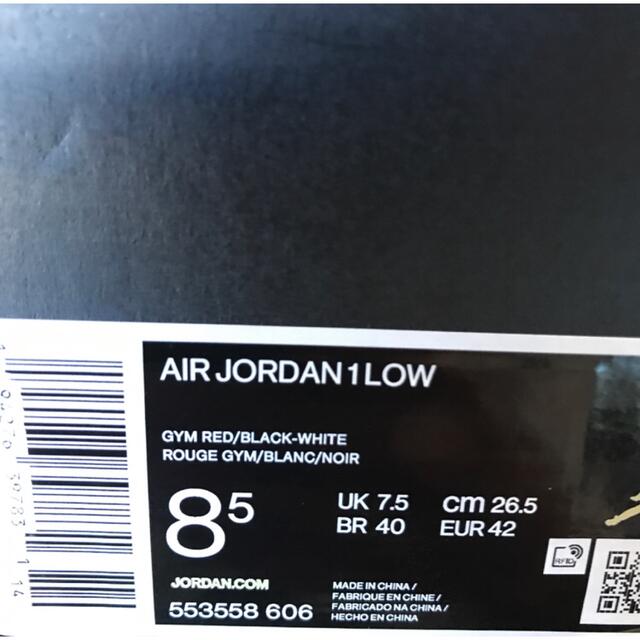 AIR JORDAN 1 LOW
GYM RED/BLACK-WHITE
ROUGE GYM/BLANC/NOIR
8⁵
UK 7.5 cm 26.5
BR 40 EUR 42
JORDAN.COM
553558 606
MADE IN CHINA /
FABRIQUE EN CHINE /
FABRICADO NA CHINA /
HECHO EN CHINA
RFID